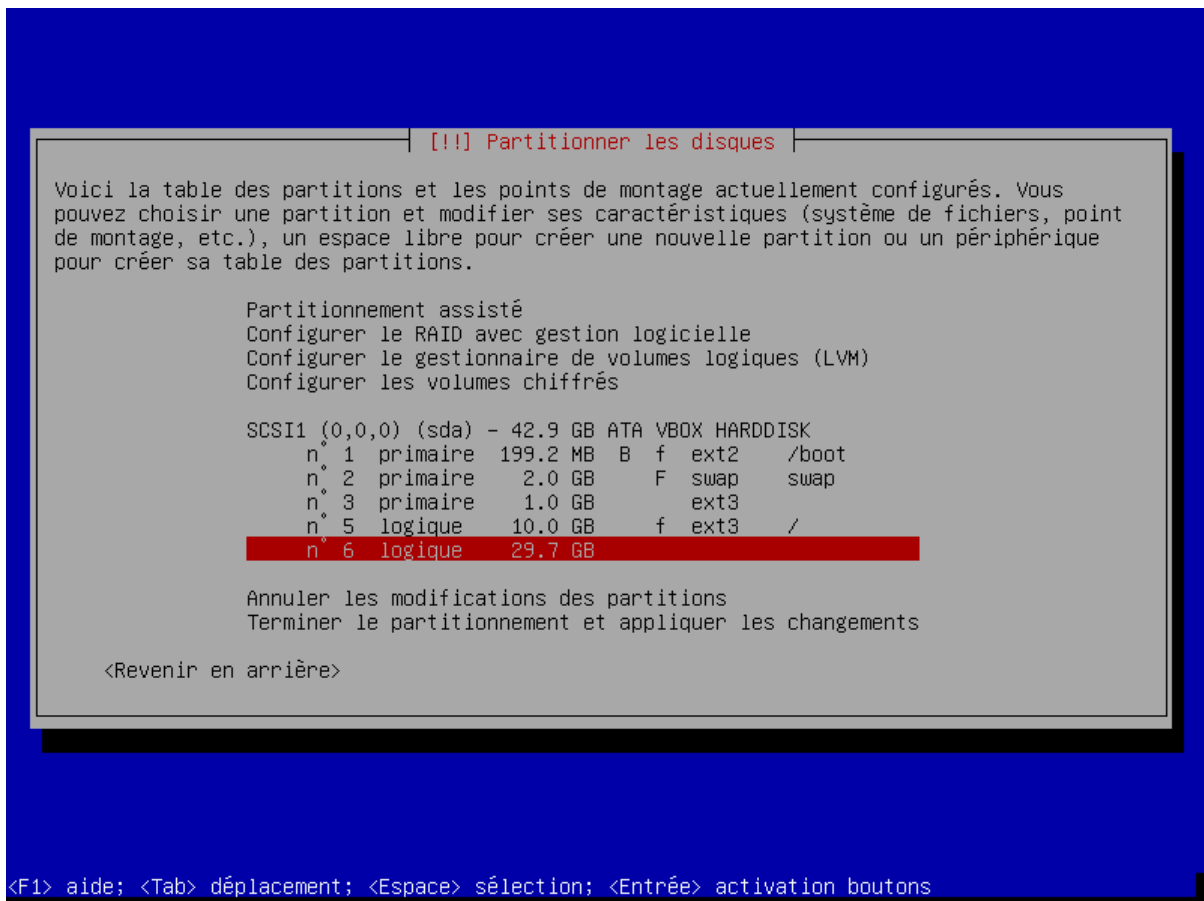 [!!] Partitionner les disques
Voici la table des partitions et les points de montage actuellement configurés. Vous
pouvez choisir une partition et modifier ses caractéristiques (système de fichiers, point
de montage, etc.), un espace libre pour créer une nouvelle partition ou un périphérique
pour créer sa table des partitions.
Partitionnement assisté
Configurer le RAID avec gestion logicielle
Configurer le gestionnaire de volumes logiques (LVM)
Configurer les volumes chiffrés
SCSI1 (0,0,0) (sda) - 42.9 GB ATA VBOX HARDDISK
n° 1 primaire 199.2 MB B f ext2 /boot
n° 2 primaire 2.0 GB F swap swap
n° 3 primaire 1.0 GB ext3
n° 5 logique 10.0 GB f ext3 /
n° 6 logique 29.7 GB
Annuler les modifications des partitions
Terminer le partitionnement et appliquer les changements
<Revenir en arrière>
<F1> aide; <Tab> déplacement; <Espace> sélection; <Entrée> activation boutons